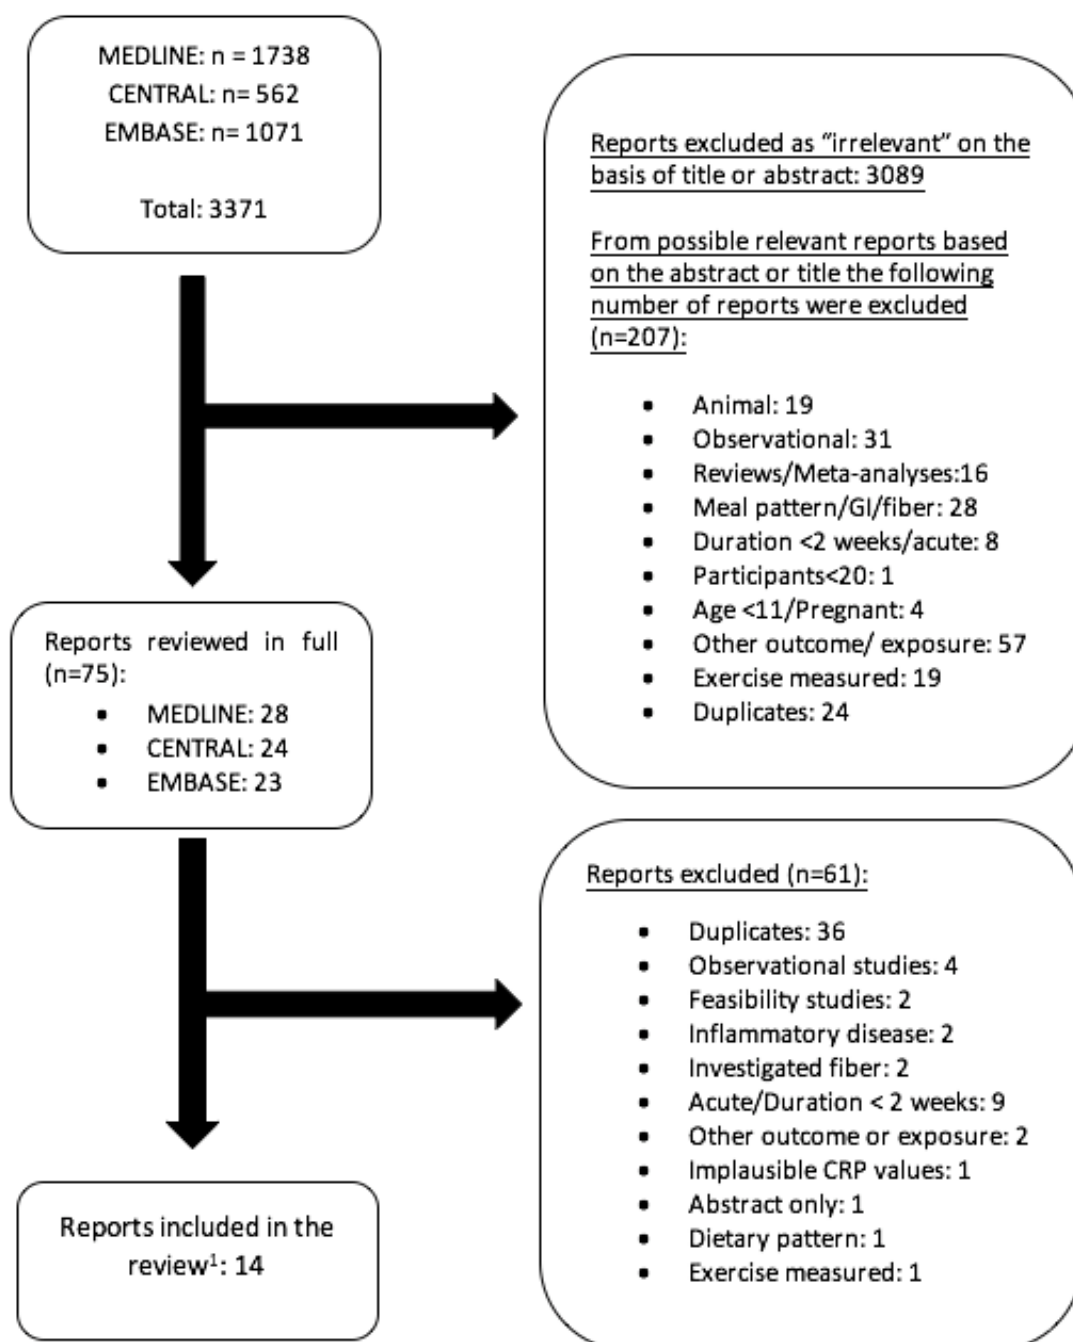 MEDLINE: n = 1738
CENTRAL: n= 562
EMBASE: n= 1071
Total: 3371
Reports excluded as “irrelevant” on the
basis of title or abstract: 3089
From possible relevant reports based
on the abstract or title the following
number of reports were excluded
(n=207):
▪ Animal: 19
▪ Observational: 31
▪ Reviews/Meta-analyses:16
▪ Meal pattern/GI/fiber: 28
▪ Duration <2 weeks/acute: 8
▪ Participants<20: 1
▪ Age <11/Pregnant: 4
▪ Other outcome/ exposure: 57
▪ Exercise measured: 19
▪ Duplicates: 24
Reports reviewed in full
(n=75):
▪ MEDLINE: 28
▪ CENTRAL: 24
▪ EMBASE: 23
Reports excluded (n=61):
▪ Duplicates: 36
▪ Observational studies: 4
▪ Feasibility studies: 2
▪ Inflammatory disease: 2
▪ Investigated fiber: 2
▪ Acute/Duration < 2 weeks: 9
▪ Other outcome or exposure: 2
▪ Implausible CRP values: 1
▪ Abstract only: 1
▪ Dietary pattern: 1
▪ Exercise measured: 1
Reports included in the
review¹: 14